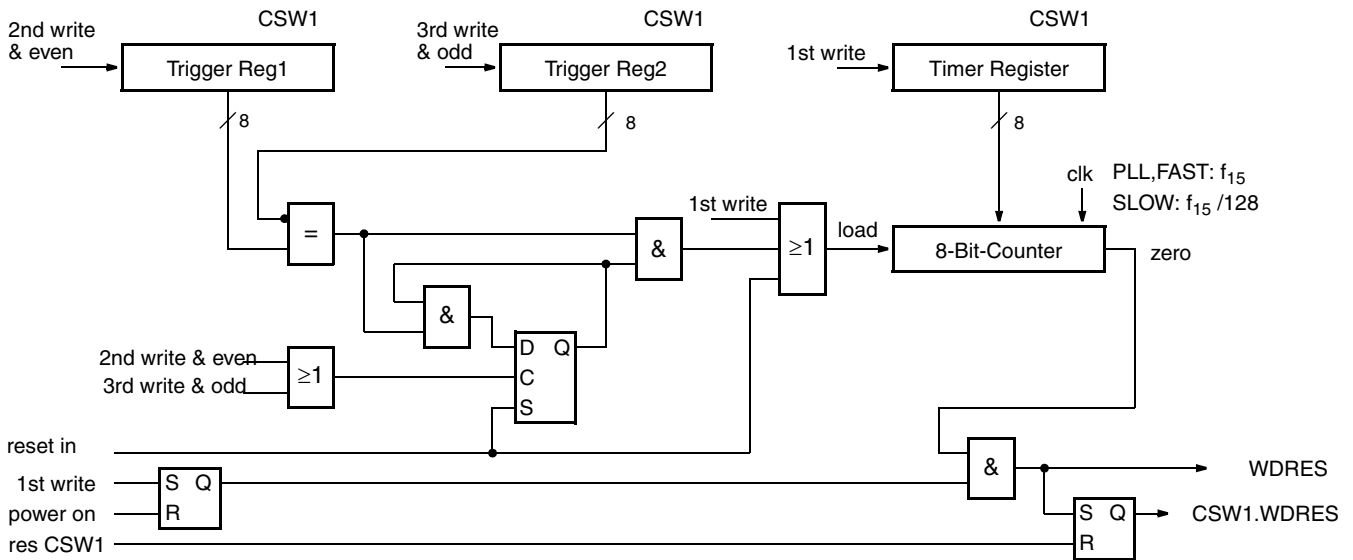 CSW1
CSW1
CSW1
2nd write
& even
Trigger Reg1
3rd write
& odd
Trigger Reg2
1st write
Timer Register
8
8
8
clk
PLL,FAST: f15
SLOW: f15 /128
=
&
1st write
≥1
load
8-Bit-Counter
zero
&
2nd write & even
3rd write & odd
≥1
D Q
C
S
reset in
1st write
power on
S Q
R
&
WDRES
S Q
R
CSW1.WDRES
res CSW1